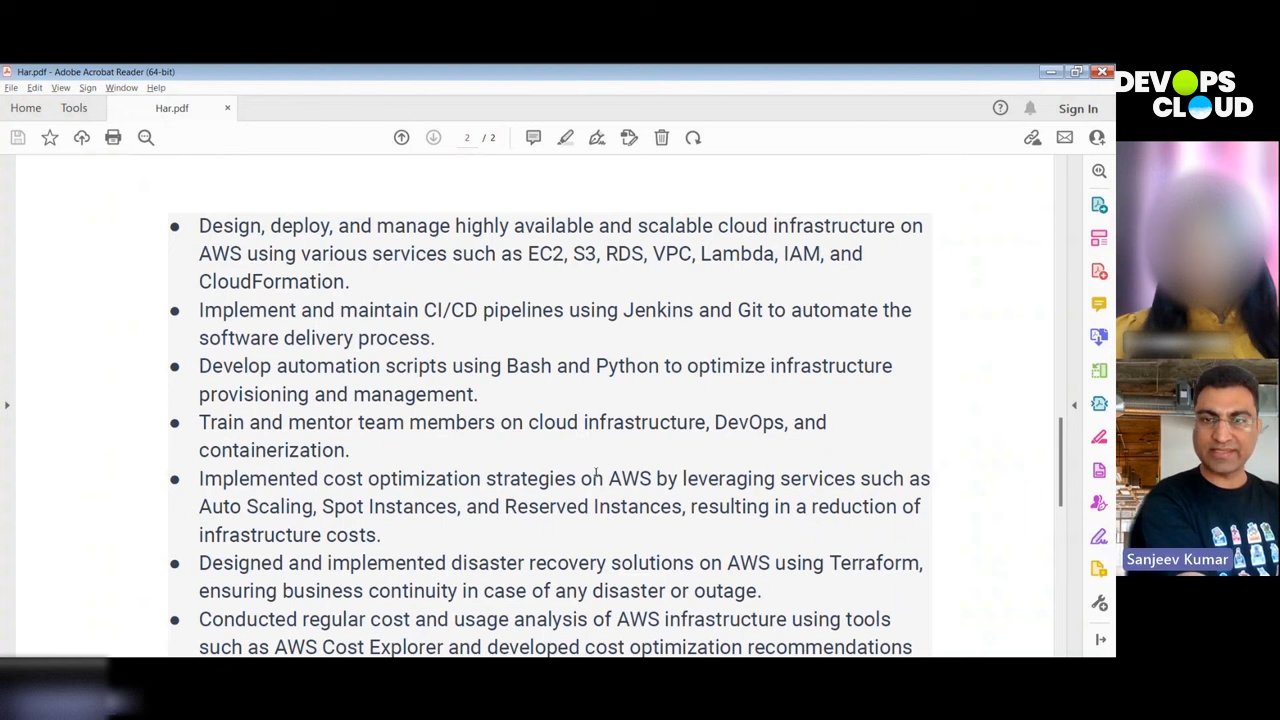 Har.pdf - Adobe Acrobat Reader (64-bit)
File Edit View Sign Window Help
Home Tools Har.pdf × Sign In
2 / 2
DEVOPS
CLOUD
● Design, deploy, and manage highly available and scalable cloud infrastructure on
AWS using various services such as EC2, S3, RDS, VPC, Lambda, IAM, and
CloudFormation.
● Implement and maintain CI/CD pipelines using Jenkins and Git to automate the
software delivery process.
● Develop automation scripts using Bash and Python to optimize infrastructure
provisioning and management.
● Train and mentor team members on cloud infrastructure, DevOps, and
containerization.
● Implemented cost optimization strategies on AWS by leveraging services such as
Auto Scaling, Spot Instances, and Reserved Instances, resulting in a reduction of
infrastructure costs.
● Designed and implemented disaster recovery solutions on AWS using Terraform,
ensuring business continuity in case of any disaster or outage.
● Conducted regular cost and usage analysis of AWS infrastructure using tools
such as AWS Cost Explorer and developed cost optimization recommendations
Sanjeev Kumar